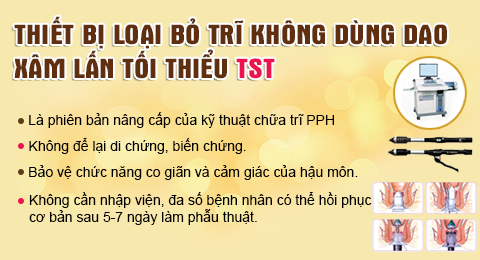 THIẾT BỊ LOẠI BỎ TRĨ KHÔNG DÙNG DAO
XÂM LẤN TỐI THIỂU TST
Là phiên bản nâng cấp của kỹ thuật chữa trĩ PPH
Không để lại di chứng, biến chứng.
Bảo vệ chức năng co giãn và cảm giác của hậu môn.
Không cần nhập viện, đa số bệnh nhân có thể hồi phục
cơ bản sau 5-7 ngày làm phẫu thuật.